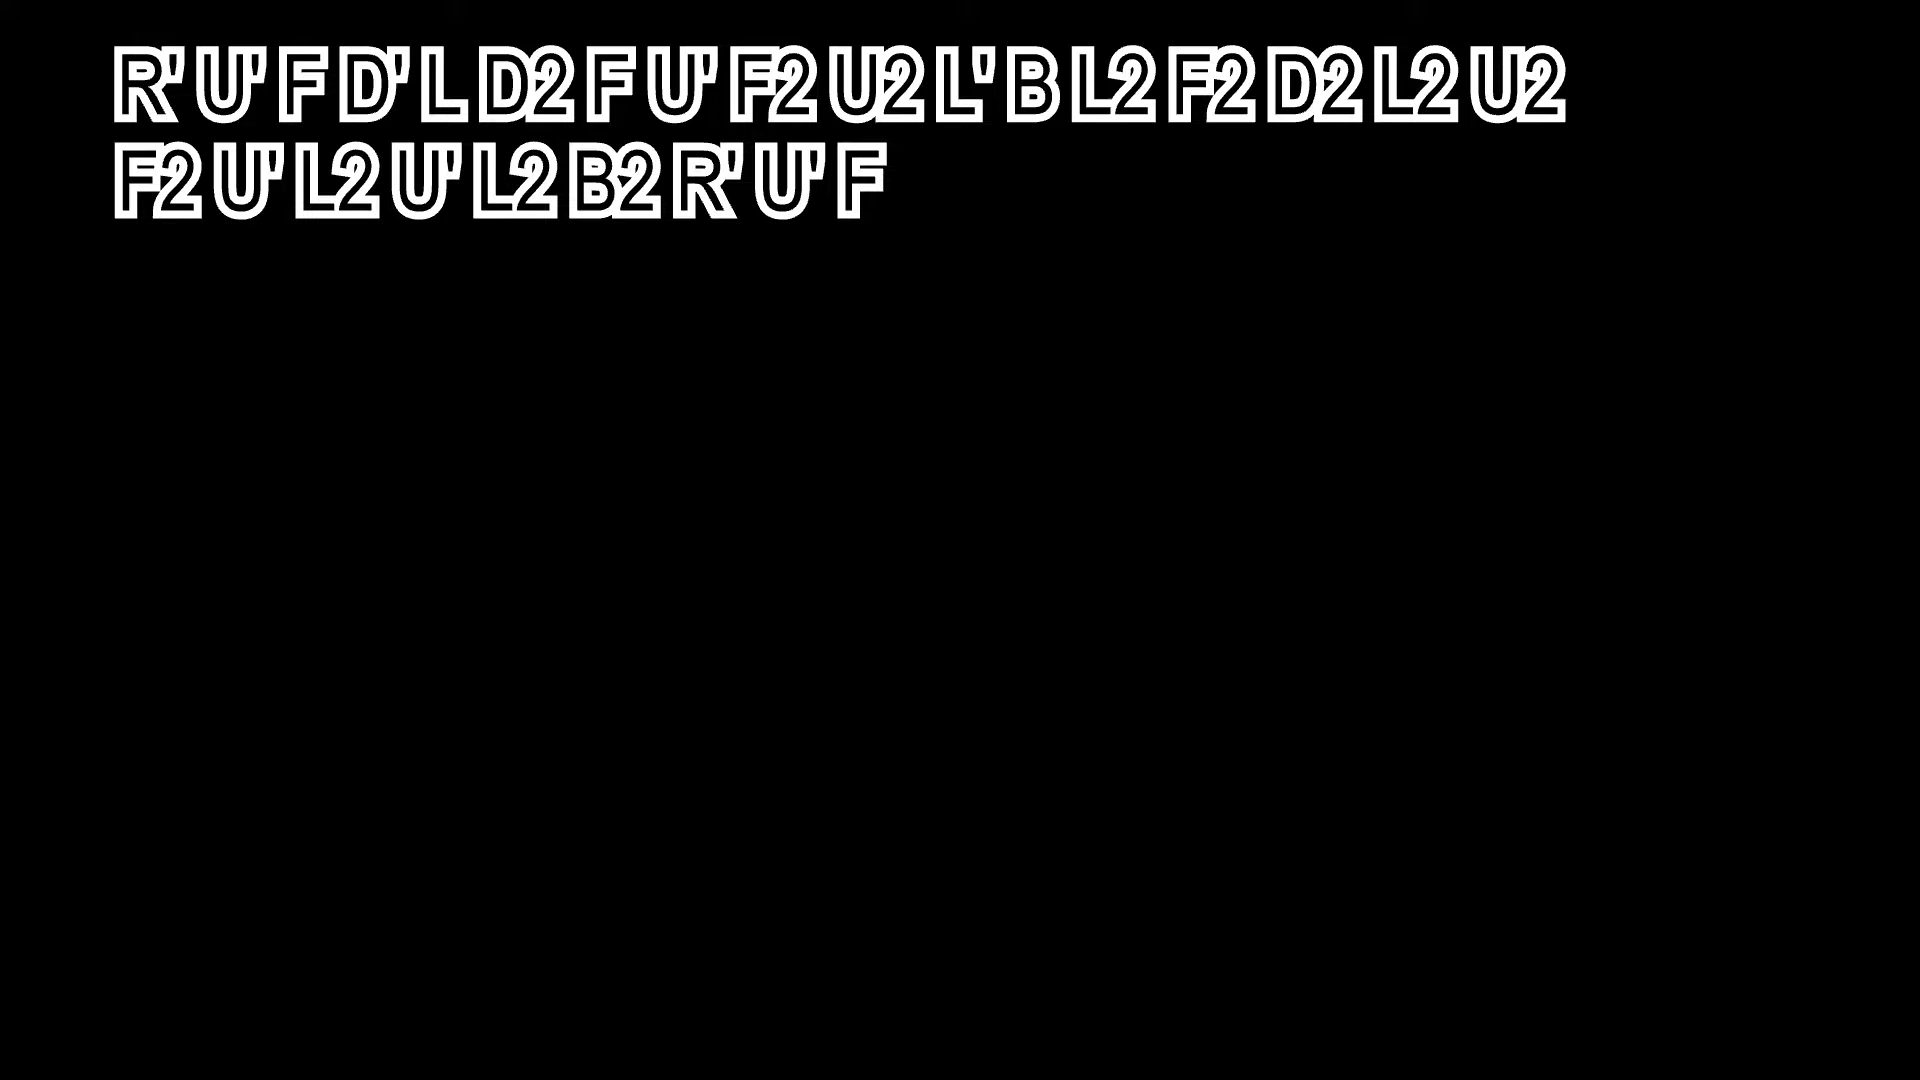 R' U' F D' L D2 F U' F2 U2 L' B L2 F2 D2 L2 U2
F2 U' L2 U' L2 B2 R' U' F